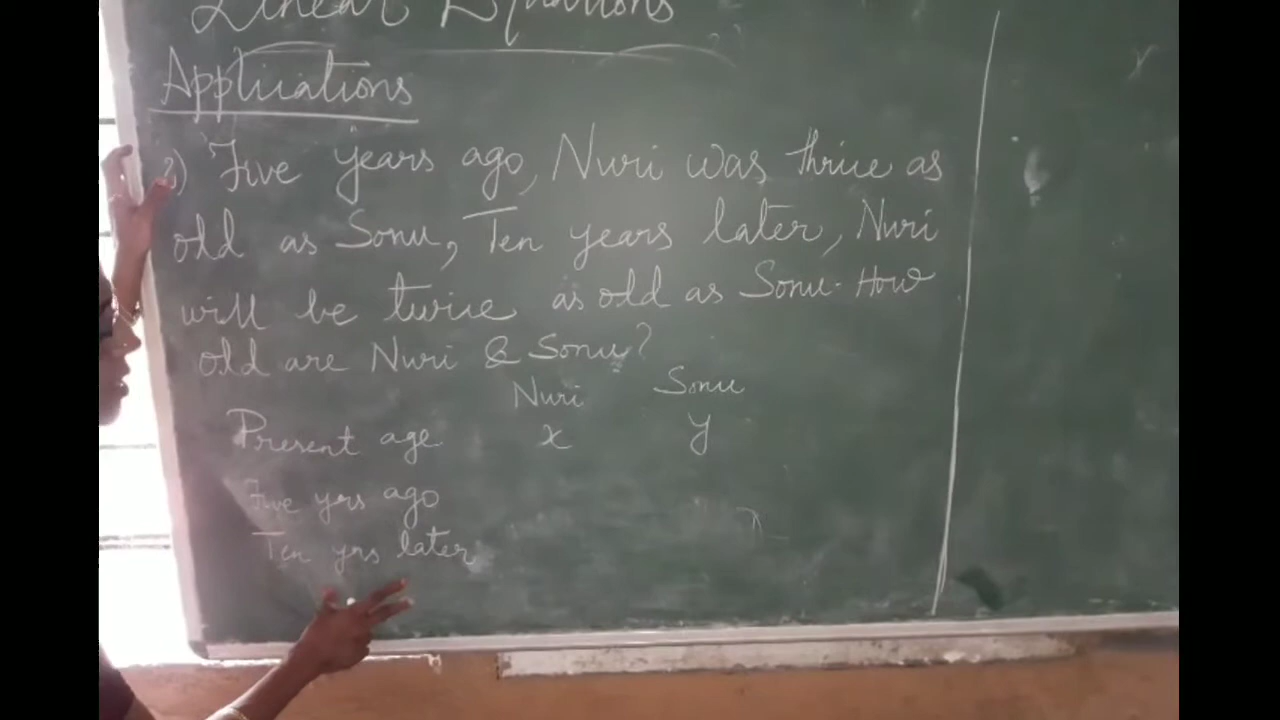 Linear Equations
Applications
2) Five years ago, Nuri was thrice as
old as Sonu, Ten years later, Nuri
will be twice as old as Sonu. How
old are Nuri & Sonu?
Nuri Sonu
Present age x y
Five yrs ago
Ten yrs later